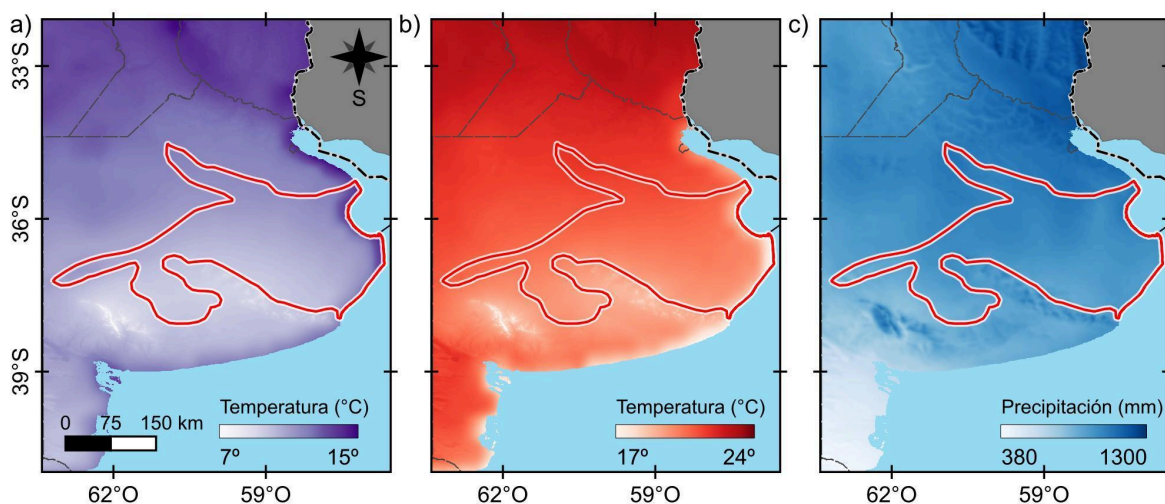 a)
b)
c)
33°S
36°S
39°S
S
Temperatura (°C)
7º
15º
0
75
150 km
Temperatura (°C)
17º
24º
Precipitación (mm)
380
1300
62°O
59°O
62°O
59°O
62°O
59°O